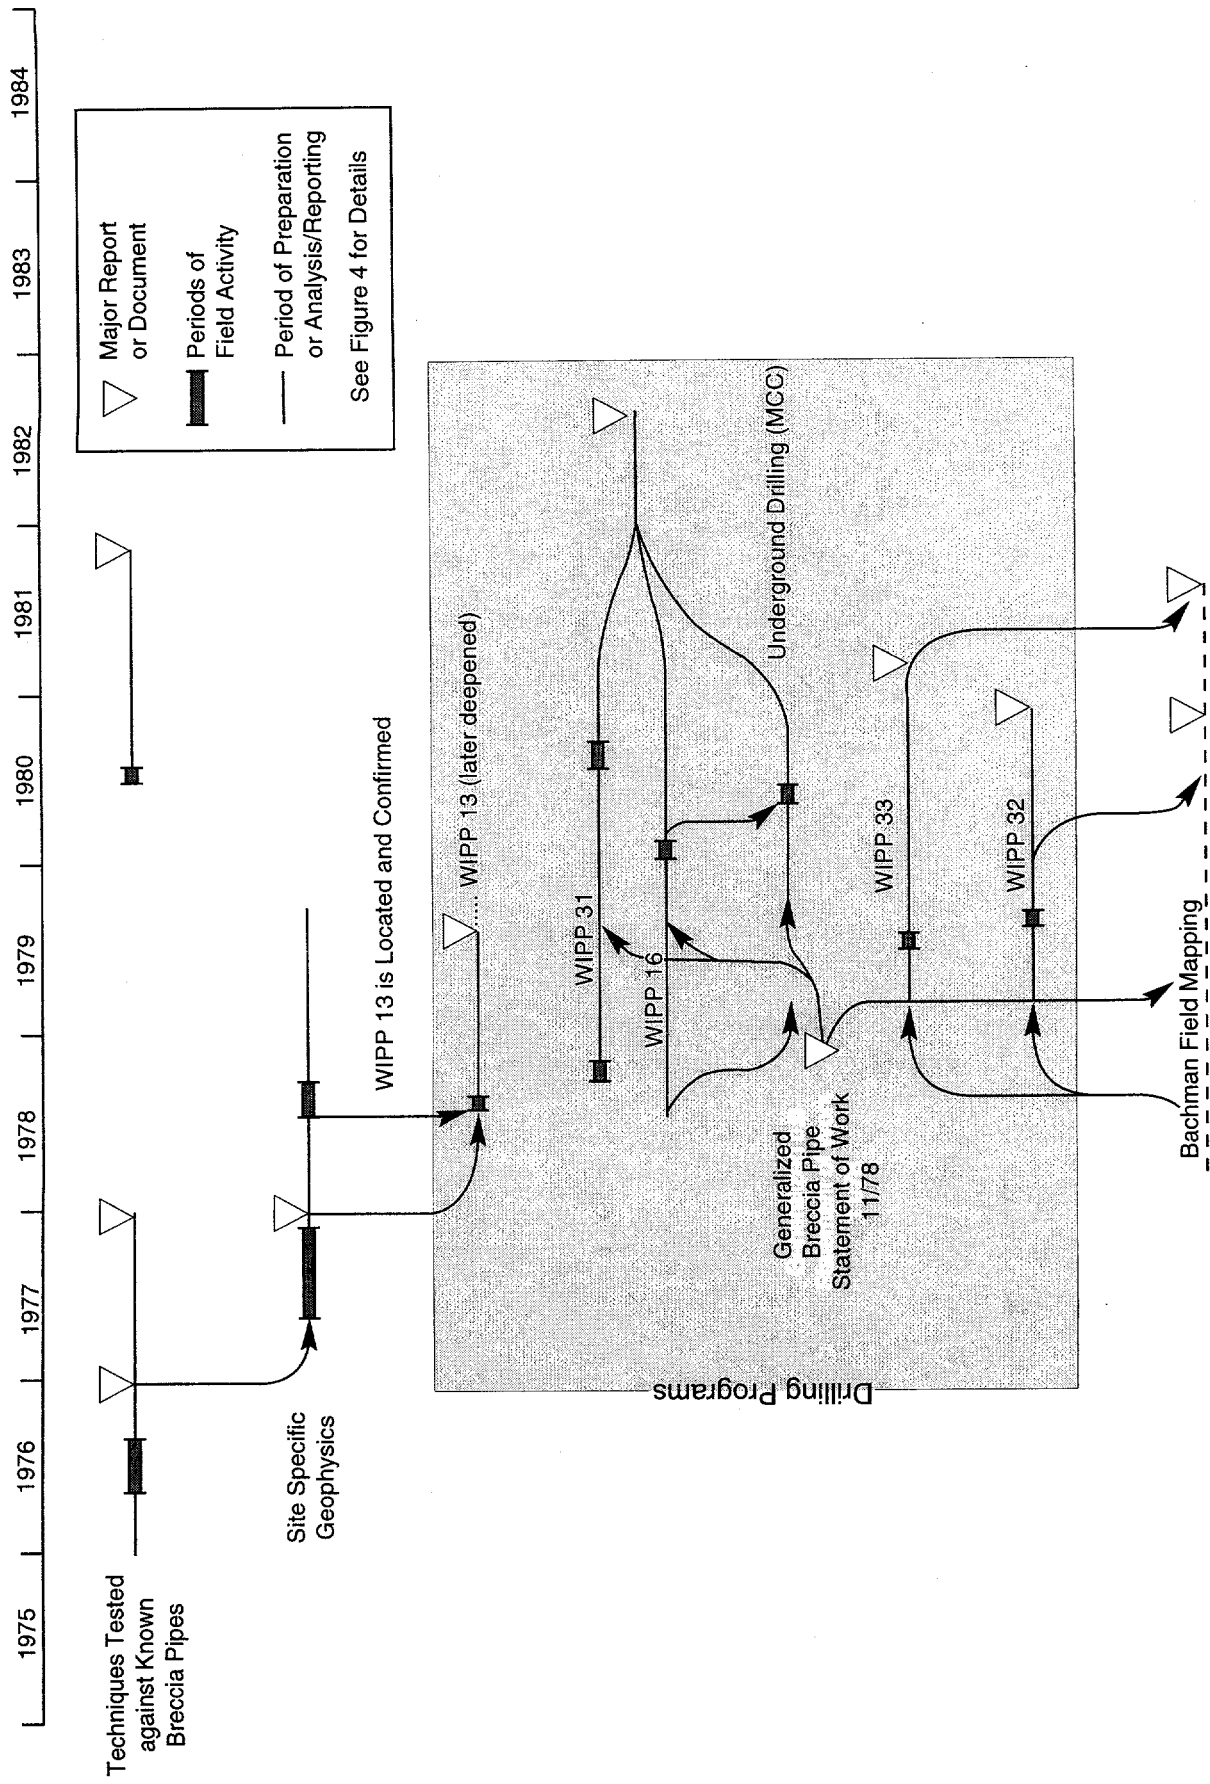 1975 1976 1977 1978 1979 1980 1981 1982 1983 1984
Major Report
or Document
Periods of
Field Activity
Period of Preparation
or Analysis/Reporting
See Figure 4 for Details
Techniques Tested
against Known
Breccia Pipes
Site Specific
Geophysics
WIPP 13 is Located and Confirmed
WIPP 13 (later deepened)
Drilling Programs
WIPP 31
WIPP 16
Underground Drilling (MCC)
Generalized
Breccia Pipe
Statement of Work
11/78
WIPP 33
WIPP 32
Bachman Field Mapping